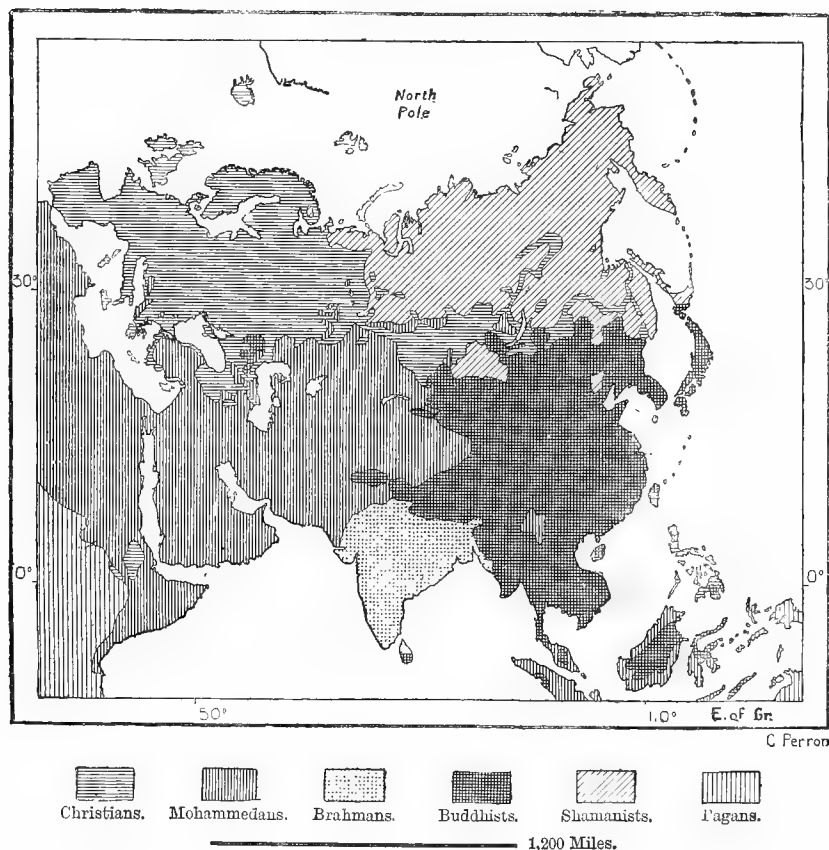 North
Pole
30°
30°
0°
0°
50°
1,0° E. of Gr.
C Perron
Christians. Mohammedans. Brahmans. Buddhists. Shamanists. Pagans.
1,200 Miles.